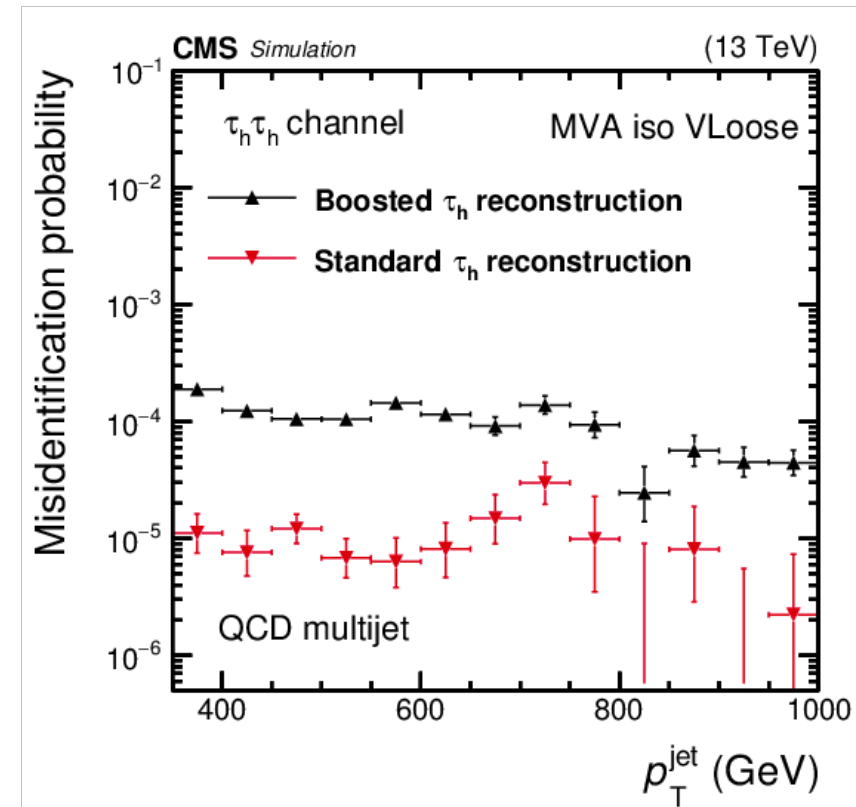 CMS Simulation (13 TeV)
10⁻¹
τₕτₕ channel MVA iso VLoose
10⁻²
Boosted τₕ reconstruction
Standard τₕ reconstruction
10⁻³
10⁻⁴
10⁻⁵
QCD multijet
10⁻⁶
400 600 800 1000
p_T^jet (GeV)
Misidentification probability